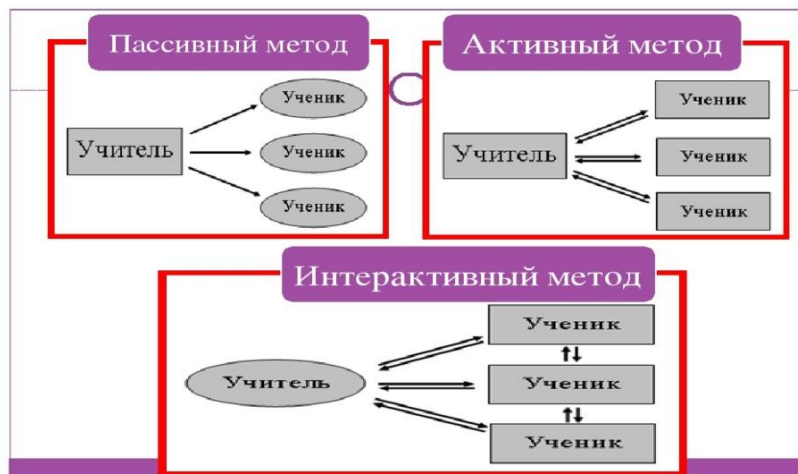 Пассивный метод
Учитель
Ученик
Ученик
Ученик
Активный метод
Учитель
Ученик
Ученик
Ученик
Интерактивный метод
Учитель
Ученик
Ученик
Ученик